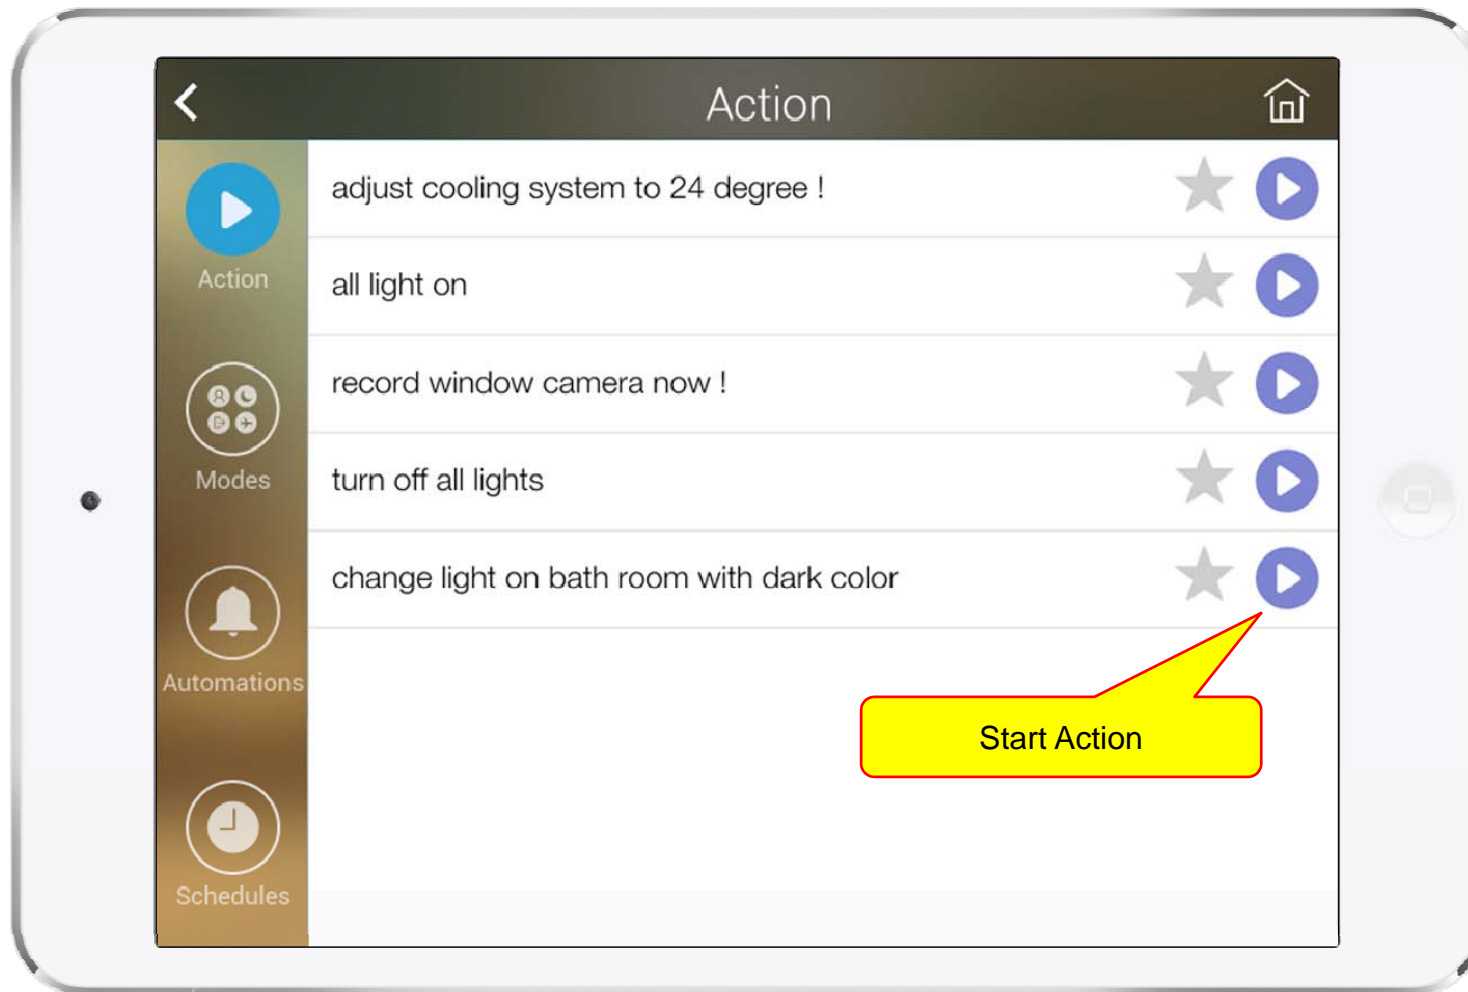 Action
adjust cooling system to 24 degree !
Action
all light on
record window camera now !
Modes
turn off all lights
change light on bath room with dark color
Automations
Start Action
Schedules